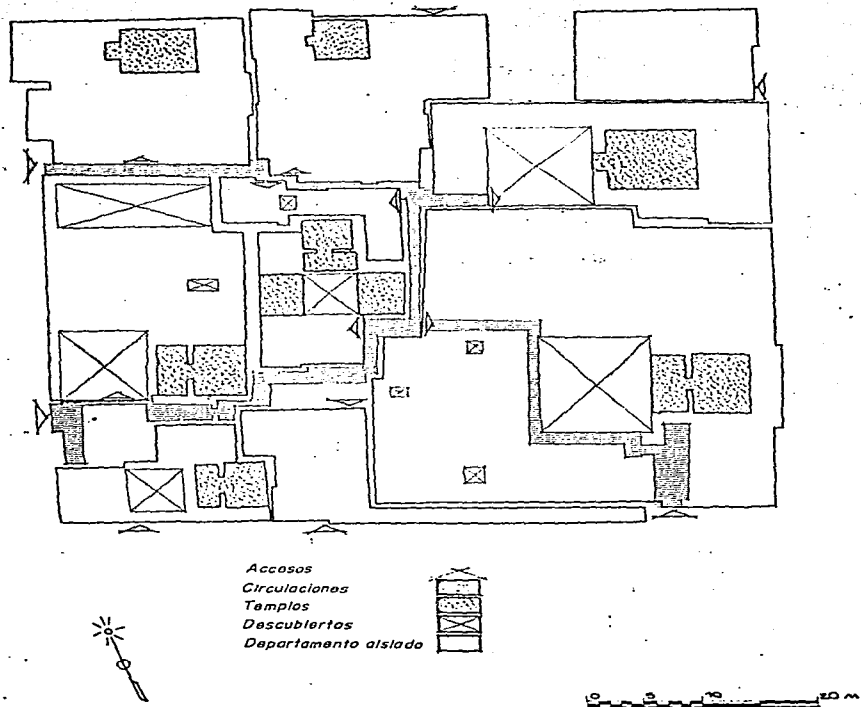 Accesos
Circulaciones
Templos
Descubiertos
Departamento aislado
0 5 10 20 m